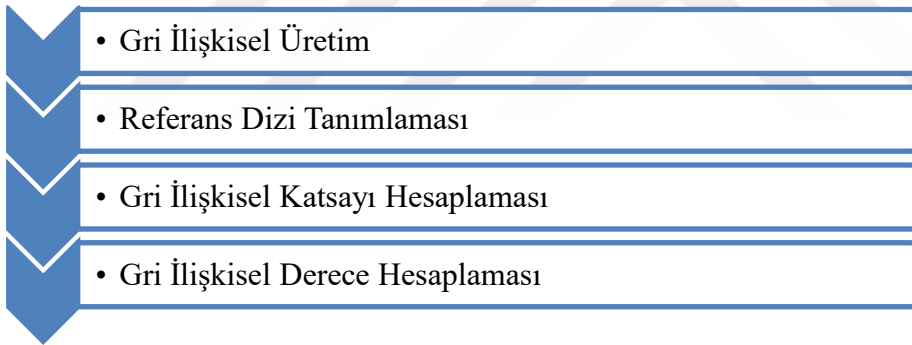 • Gri İlişkisel Üretim
• Referans Dizi Tanımlaması
• Gri İlişkisel Katsayı Hesaplaması
• Gri İlişkisel Derece Hesaplaması